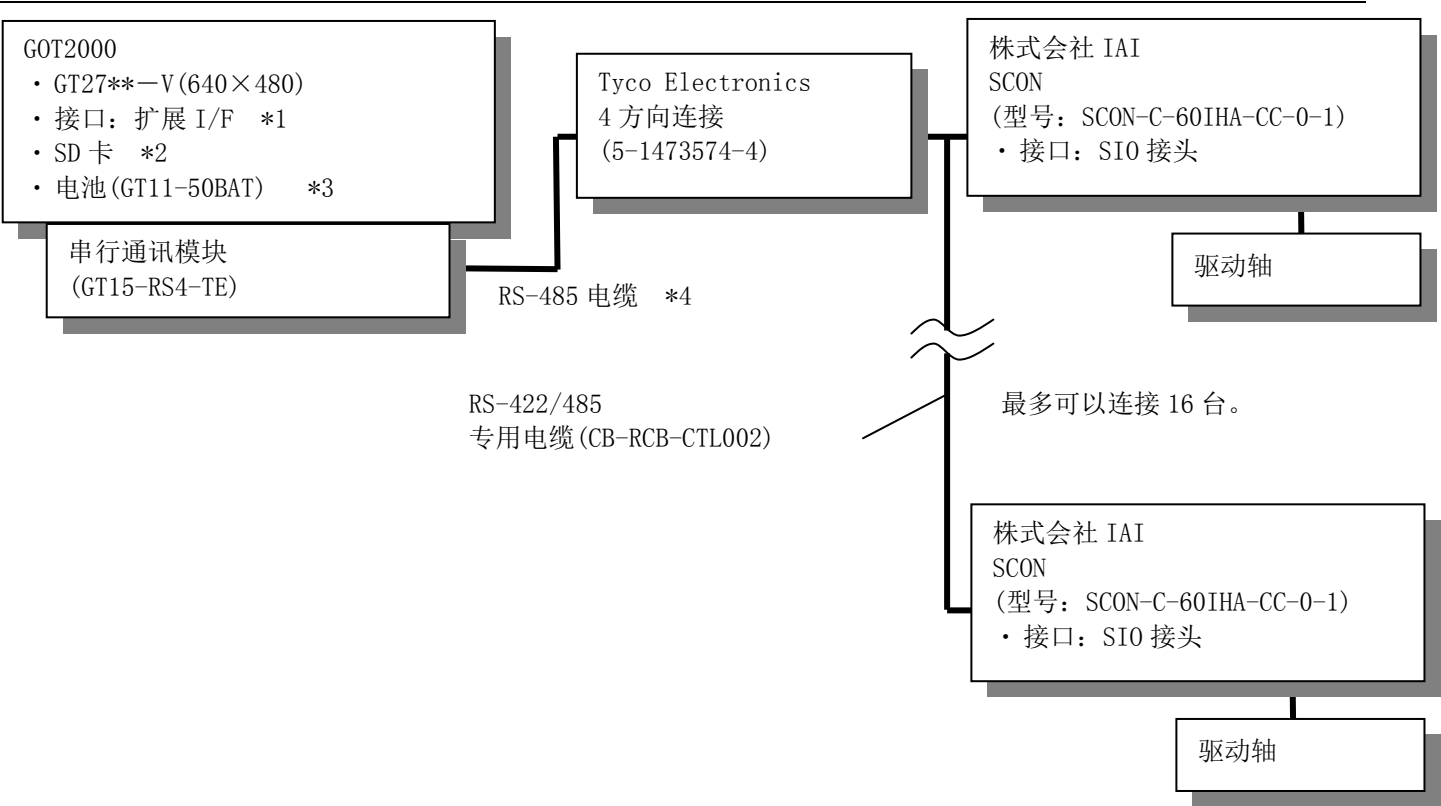 GOT2000
・GT27**－V(640×480)
・接口：扩展 I/F *1
・SD 卡 *2
・电池(GT11-50BAT) *3
串行通讯模块
(GT15-RS4-TE)
RS-485 电缆 *4
Tyco Electronics
4 方向连接
(5-1473574-4)
株式会社 IAI
SCON
(型号：SCON-C-60IHA-CC-0-1)
・接口：SIO 接头
驱动轴
RS-422/485
专用电缆(CB-RCB-CTL002)
最多可以连接 16 台。
株式会社 IAI
SCON
(型号：SCON-C-60IHA-CC-0-1)
・接口：SIO 接头
驱动轴